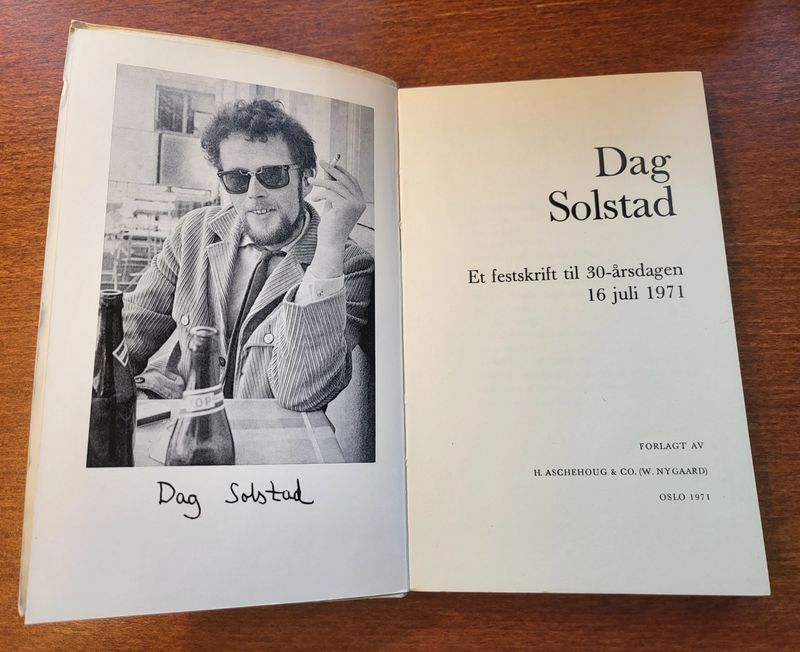 TOP
Dag Solstad
Dag
Solstad
Et festskrift til 30-årsdagen
16 juli 1971
FORLAGT AV
H. ASCHEHOUG & CO. (W. NYGAARD)
OSLO 1971